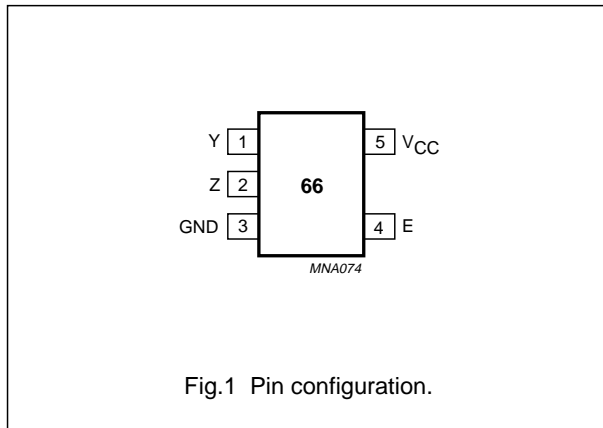 Y 1 5 VCC
Z 2 66
GND 3 4 E
MNA074
Fig.1 Pin configuration.